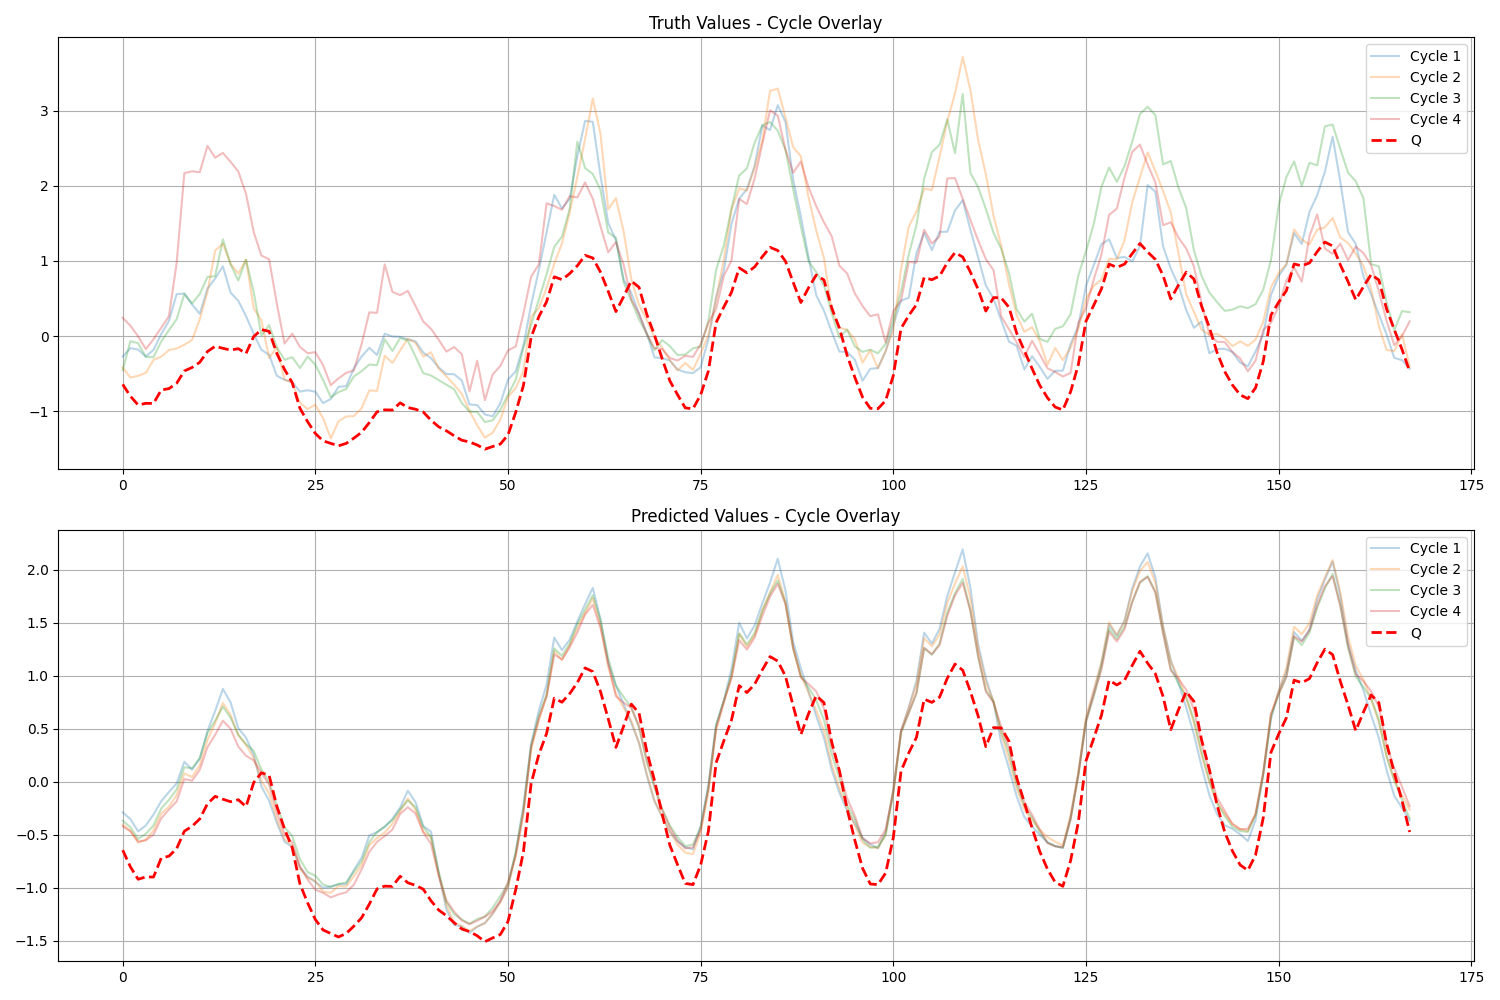 Truth Values - Cycle Overlay
Cycle 1
Cycle 2
Cycle 3
Cycle 4
Q
3
2
1
0
−1
0 25 50 75 100 125 150 175
Predicted Values - Cycle Overlay
Cycle 1
Cycle 2
Cycle 3
Cycle 4
Q
2.0
1.5
1.0
0.5
0.0
−0.5
−1.0
−1.5
0 25 50 75 100 125 150 175